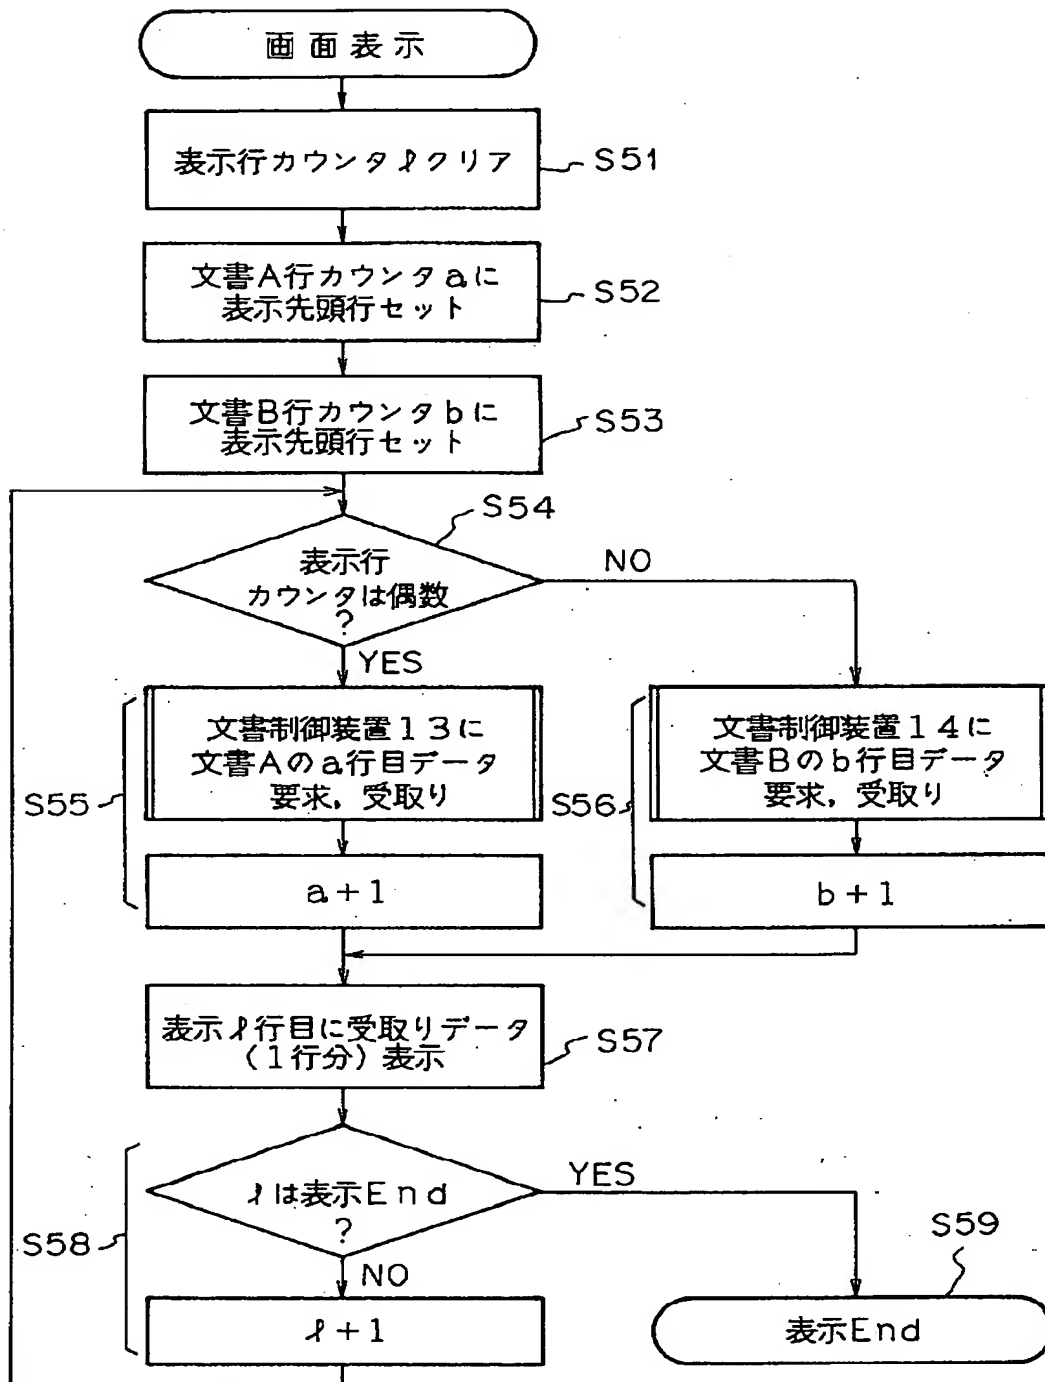 画面表示
表示行カウンタℓクリア
S51
文書A行カウンタaに
表示先頭行セット
S52
文書B行カウンタbに
表示先頭行セット
S53
S54
表示行
カウンタは偶数
?
NO
YES
文書制御装置13に
文書Aのa行目データ
要求,受取り
S55
a+1
文書制御装置14に
文書Bのb行目データ
要求,受取り
S56
b+1
表示ℓ行目に受取りデータ
(1行分)表示
S57
ℓは表示End
?
YES
S58
NO
ℓ+1
S59
表示End